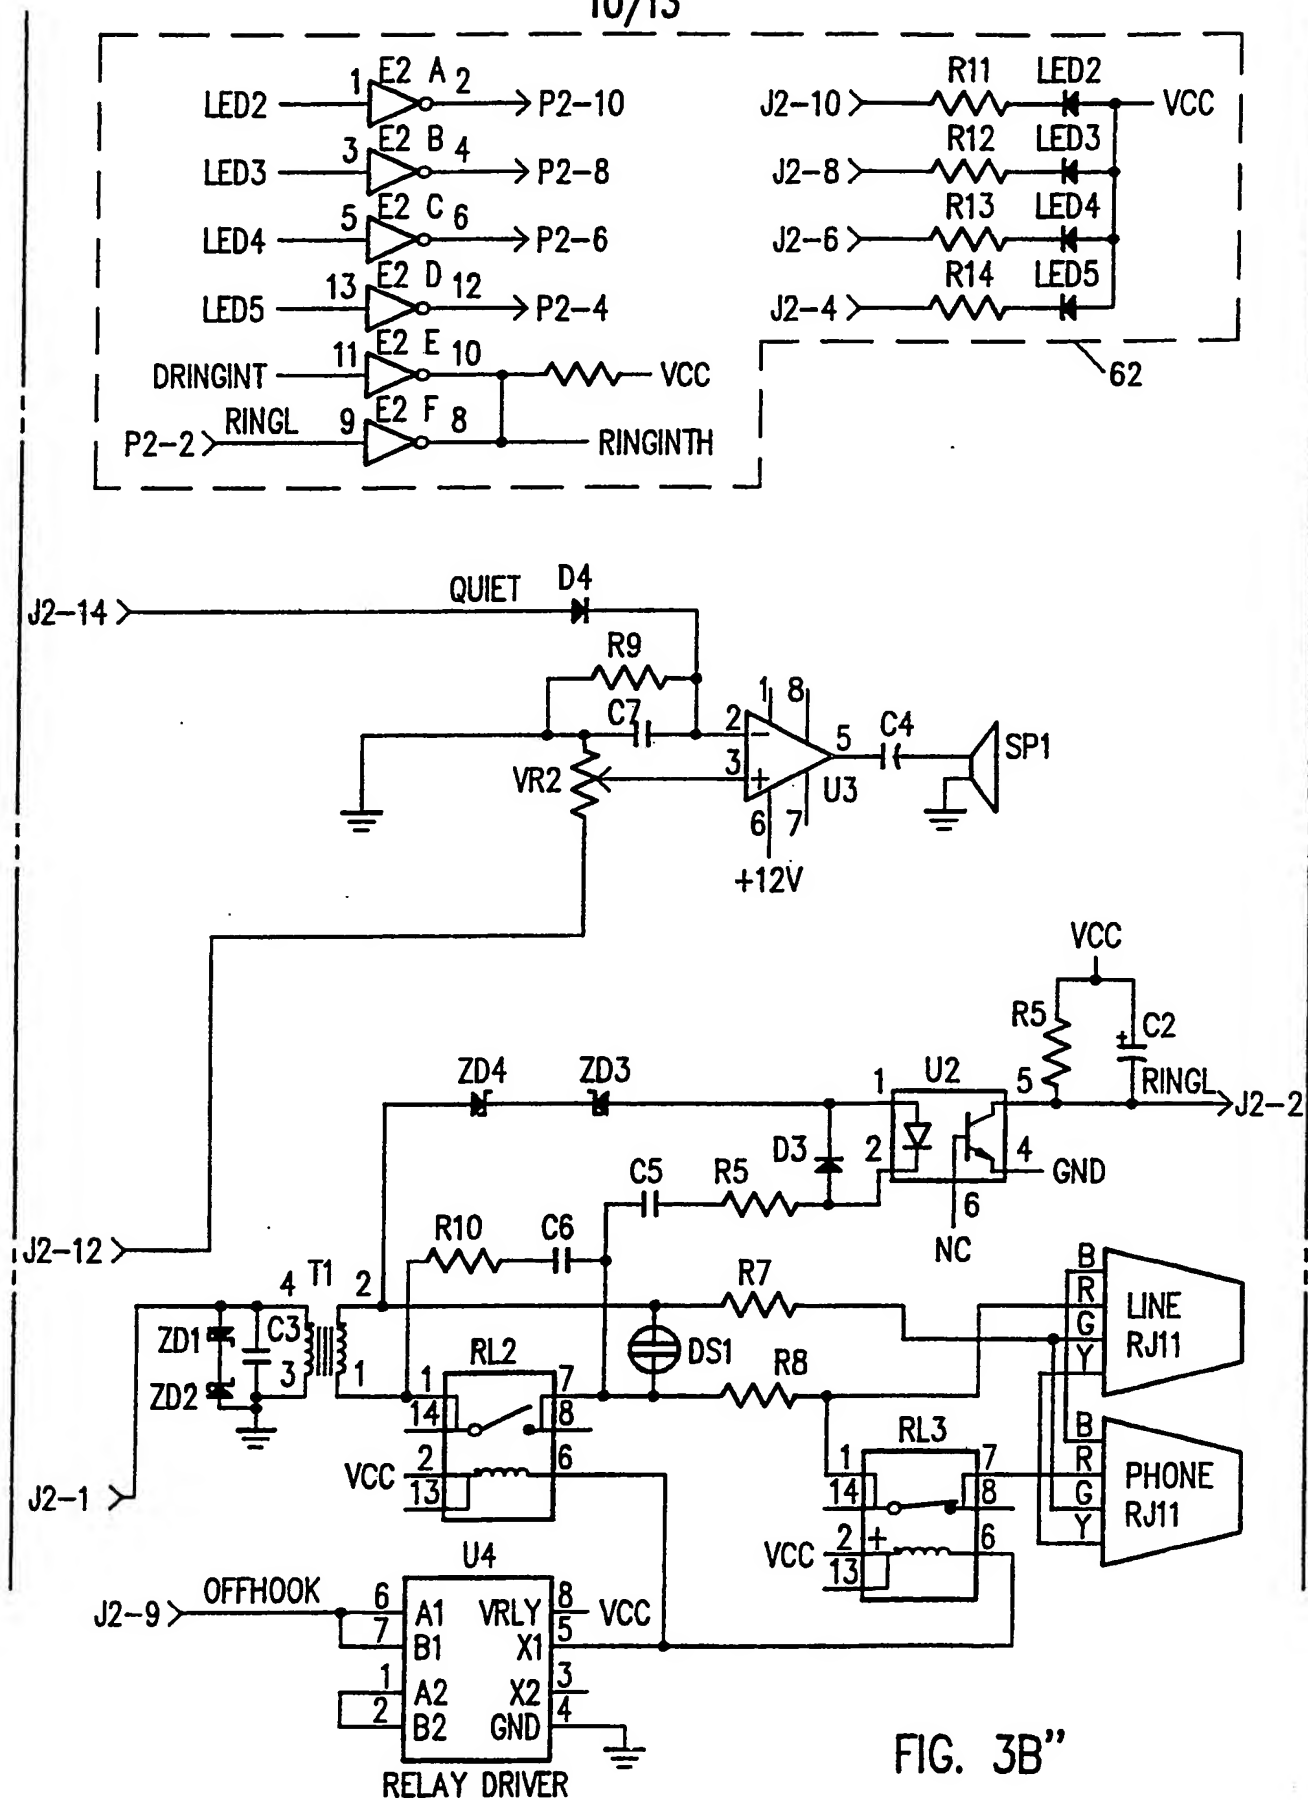 10/13
E2 A
1 2
LED2 P2-10
E2 B
3 4
LED3 P2-8
E2 C
5 6
LED4 P2-6
E2 D
13 12
LED5 P2-4
E2 E
11 10
DRINGINT VCC
E2 F
RINGL 9 8
P2-2 RINGINTH
R11 LED2
J2-10 VCC
R12 LED3
J2-8
R13 LED4
J2-6
R14 LED5
J2-4
62
QUIET D4
J2-14
R9
C7
1 8
2 - 5 C4
SP1
VR2 3 + U3
6 7
+12V
VCC
R5 + C2
ZD4 ZD3 1 U2 5 RINGL
J2-2
D3 2 4
GND
C5 R5 6
NC
R10 C6
J2-12
T1
4 2 R7
ZD1 C3
ZD2 3 1
RL2
DS1
R8
1 7
14 8
VCC 2 6
13
B
R LINE
G RJ11
Y
RL3
B
1 7 R PHONE
14 8 G RJ11
Y
VCC 2 + 6
13
J2-1
U4
OFFHOOK
J2-9 6 A1 VRLY 8 VCC
7 B1 X1 5
1 A2 X2 3
2 B2 GND 4
RELAY DRIVER
FIG. 3B”